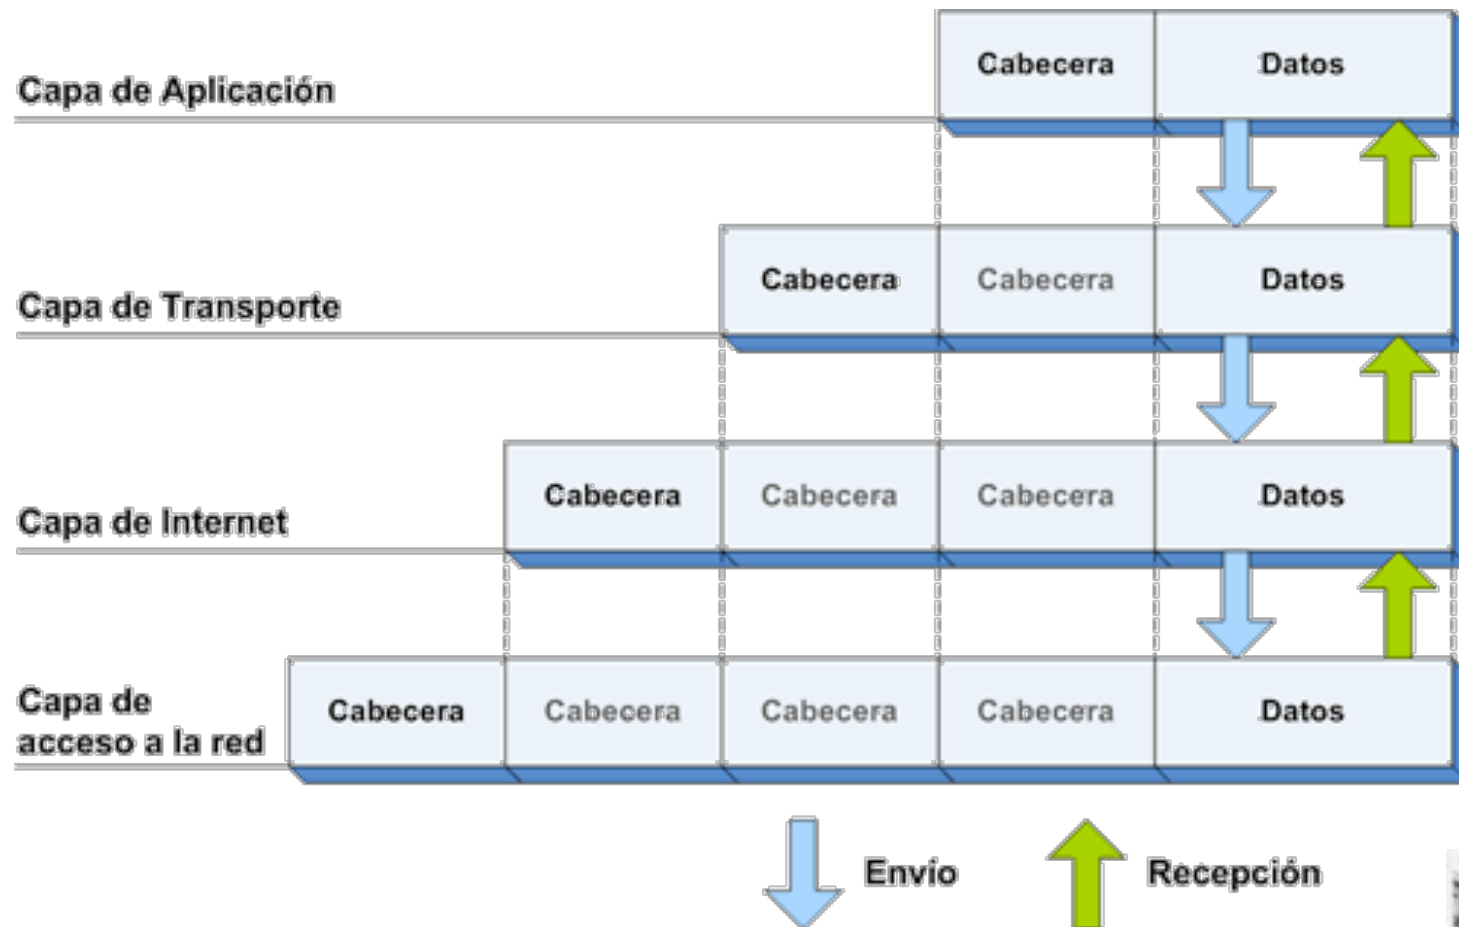 Cabecera Datos
Capa de Aplicación
Cabecera Cabecera Datos
Capa de Transporte
Cabecera Cabecera Cabecera Datos
Capa de Internet
Capa de
Cabecera Cabecera Cabecera Cabecera Datos
acceso a la red
Envío Recepción